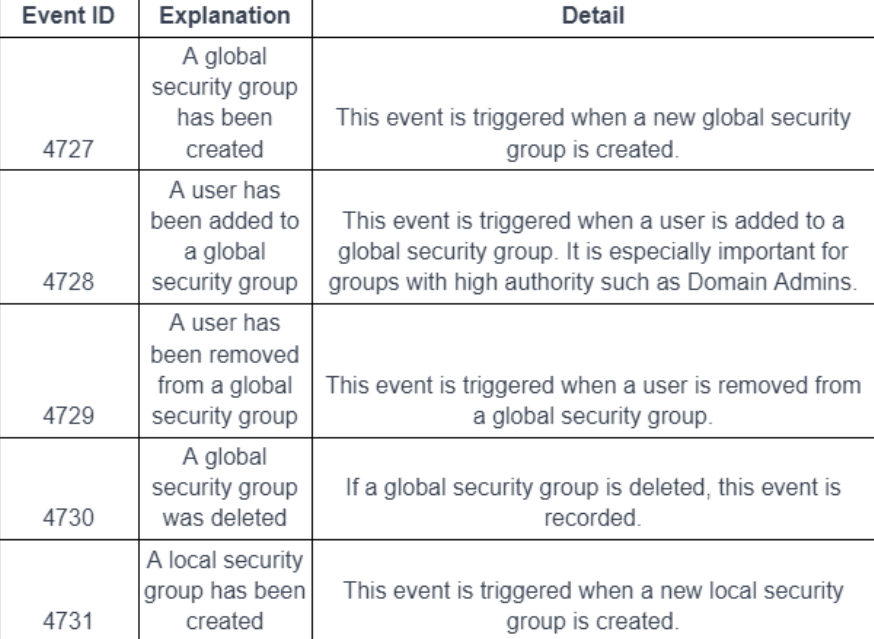 Event ID Explanation Detail
A global
security group
has been
created
4727
This event is triggered when a new global security
group is created.
A user has
been added to
a global
security group
4728
This event is triggered when a user is added to a
global security group. It is especially important for
groups with high authority such as Domain Admins.
A user has
been removed
from a global
security group
4729
This event is triggered when a user is removed from
a global security group.
A global
security group
was deleted
4730
If a global security group is deleted, this event is
recorded.
A local security
group has been
created
4731
This event is triggered when a new local security
group is created.